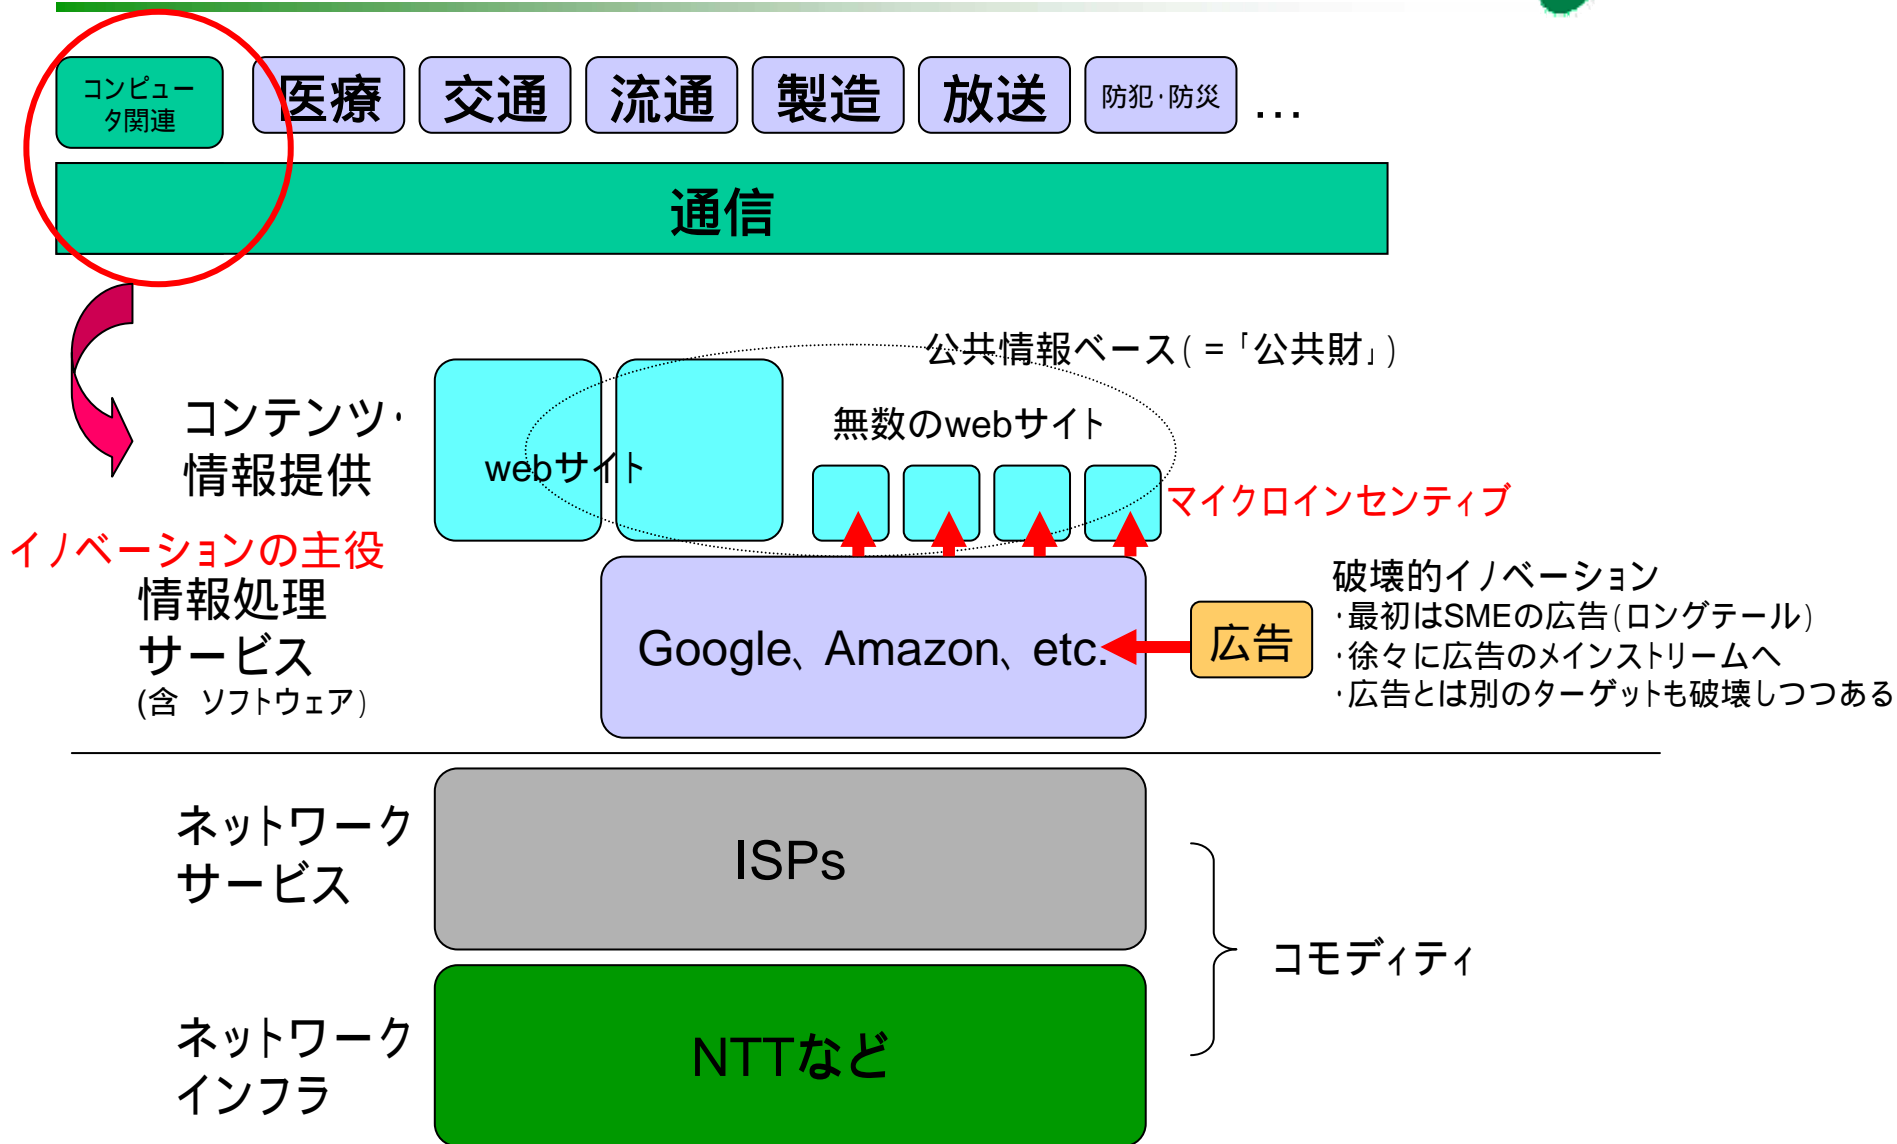 コンピュー
タ関連
医療
交通
流通
製造
放送
防犯・防災
…
通信
公共情報ベース(=「公共財」)
コンテンツ・
情報提供
webサイト
無数のwebサイト
マイクロインセンティブ
イノベーションの主役
情報処理
サービス
(含 ソフトウェア)
Google、Amazon、etc.
広告
破壊的イノベーション
・最初はSMEの広告(ロングテール)
・徐々に広告のメインストリームへ
・広告とは別のターゲットも破壊しつつある
ネットワーク
サービス
ISPs
コモディティ
ネットワーク
インフラ
NTTなど